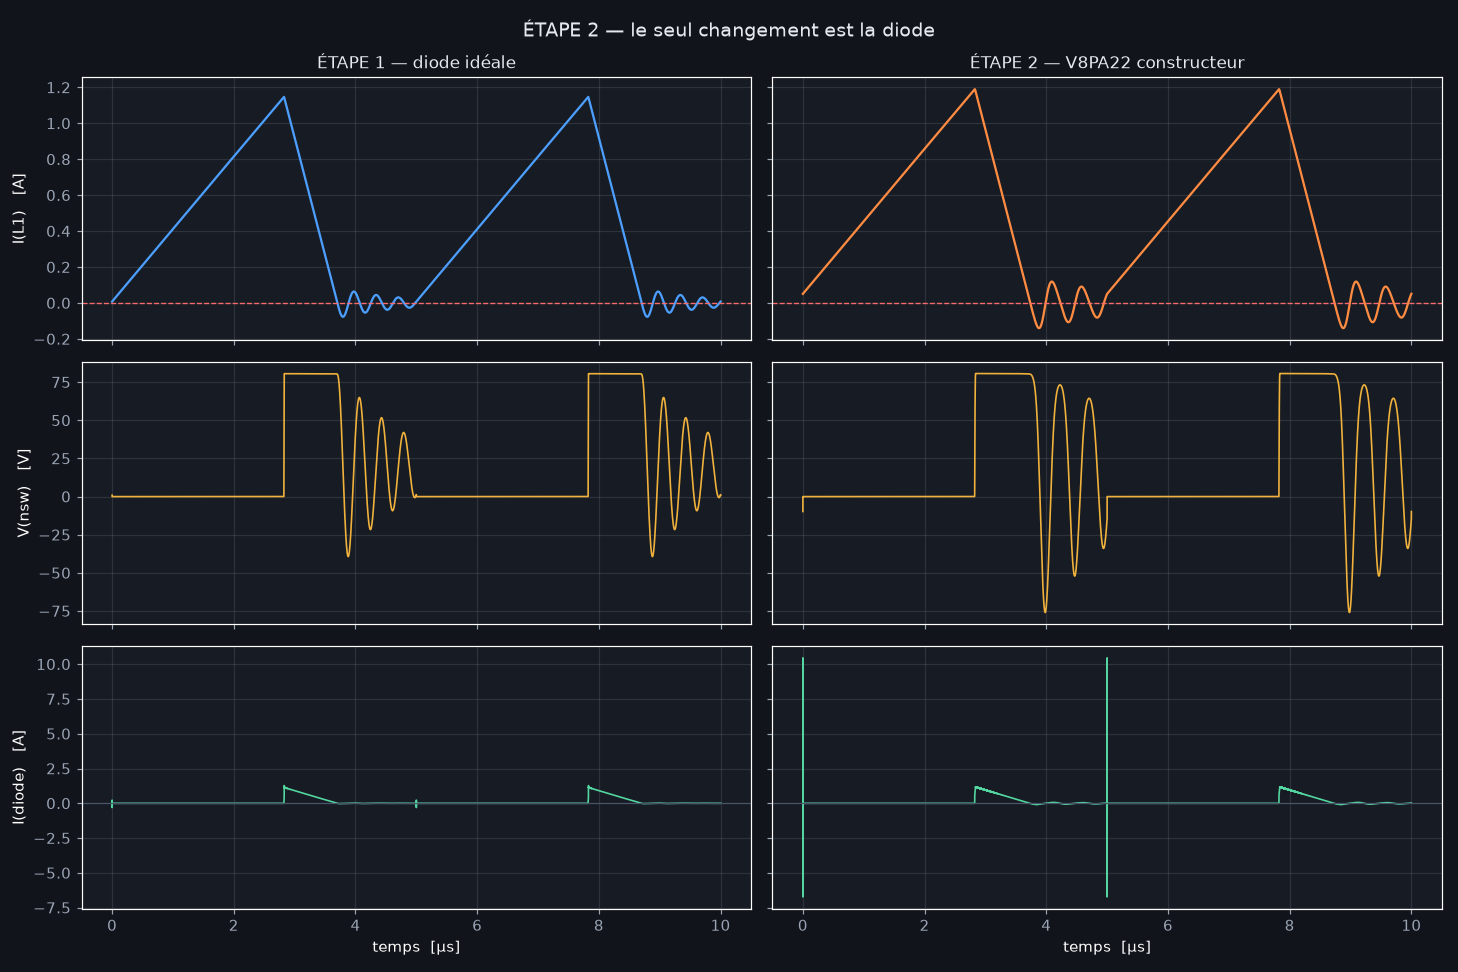 ÉTAPE 2 — le seul changement est la diode
ÉTAPE 1 — diode idéale
ÉTAPE 2 — V8PA22 constructeur
I(L1) [A]
1.2
1.0
0.8
0.6
0.4
0.2
0.0
−0.2
V(nsw) [V]
75
50
25
0
−25
−50
−75
I(diode) [A]
10.0
7.5
5.0
2.5
0.0
−2.5
−5.0
−7.5
0 2 4 6 8 10
0 2 4 6 8 10
temps [µs]
temps [µs]